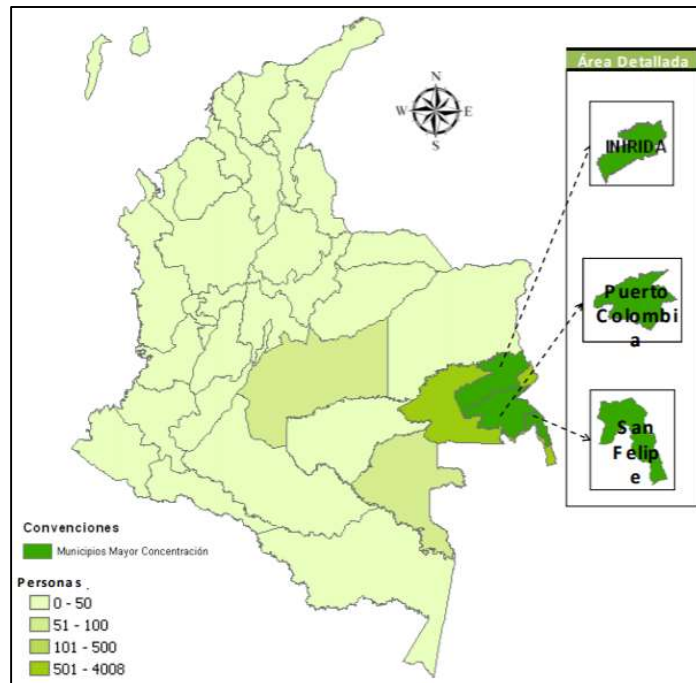 Área Detallada
N
W E
S
INIRIDA
Puerto
Colombi
a
San
Felip
e
Convenciones
Municipios Mayor Concentración
Personas
0 - 50
51 - 100
101 - 500
501 - 4008